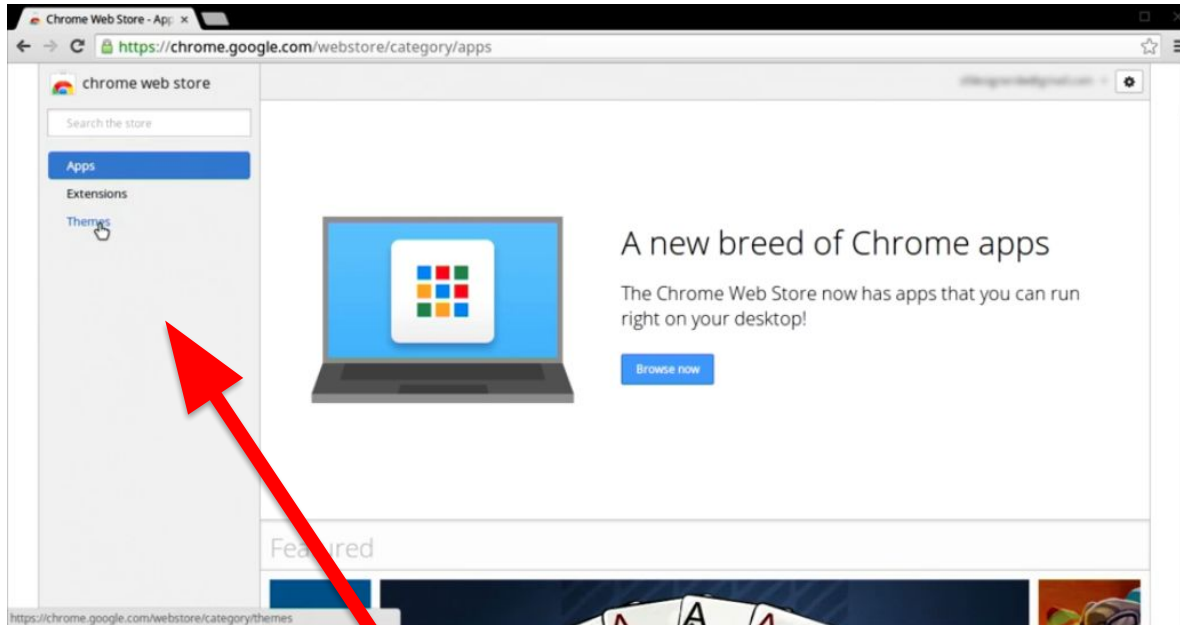 Chrome Web Store - App
https://chrome.google.com/webstore/category/apps
chrome web store
Search the store
Apps
Extensions
Themes
A new breed of Chrome apps
The Chrome Web Store now has apps that you can run
right on your desktop!
Browse now
Featured
A
A
A
https://chrome.google.com/webstore/category/themes